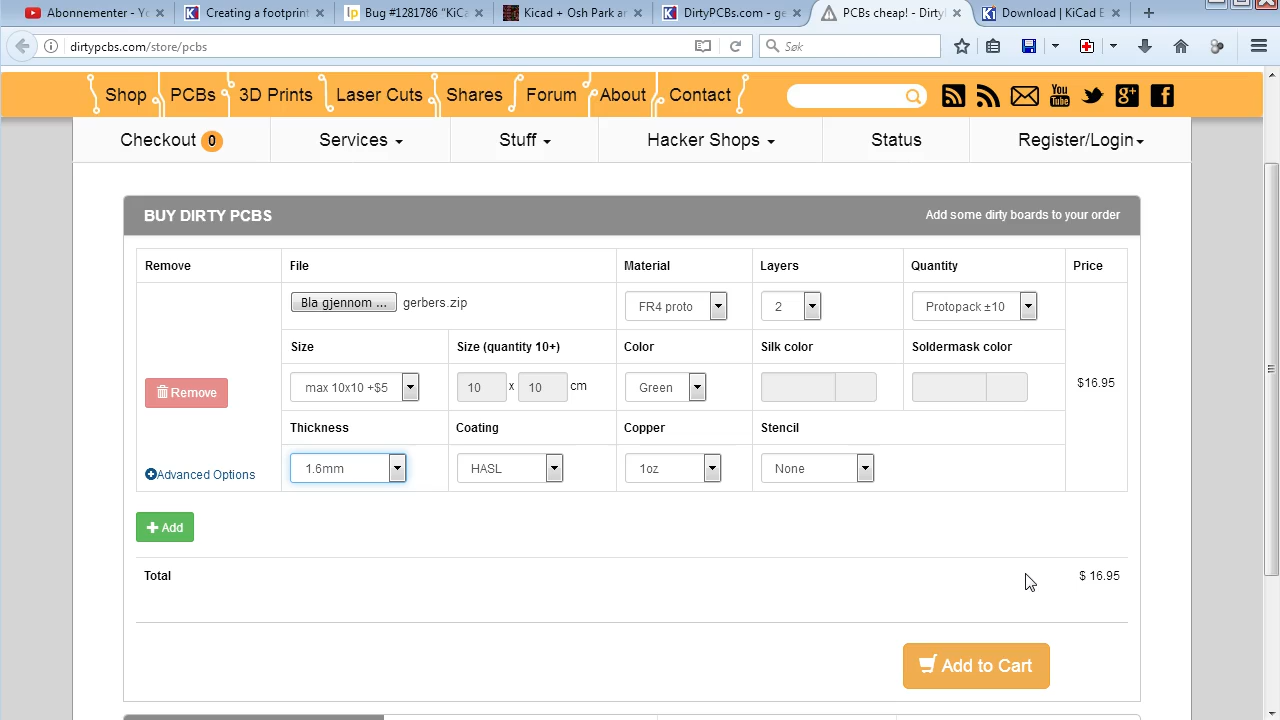 Abonnementer - Yo
Creating a footprint
Bug #1281786 "KiCa
Kicad + Osh Park an
DirtyPCBs.com - ge
PCBs cheap! - Dirty
Download | KiCad E
dirtypcbs.com/store/pcbs
Søk
Shop PCBs 3D Prints Laser Cuts Shares Forum About Contact
You Tube
Checkout 0 Services Stuff Hacker Shops Status Register/Login
BUY DIRTY PCBS
Add some dirty boards to your order
Remove File Material Layers Quantity Price
Bla gjennom ... gerbers.zip FR4 proto 2 Protopack ±10
Size Size (quantity 10+) Color Silk color Soldermask color
Remove max 10x10 +$5 10 x 10 cm Green $16.95
Thickness Coating Copper Stencil
Advanced Options 1.6mm HASL 1oz None
Add
Total $ 16.95
Add to Cart